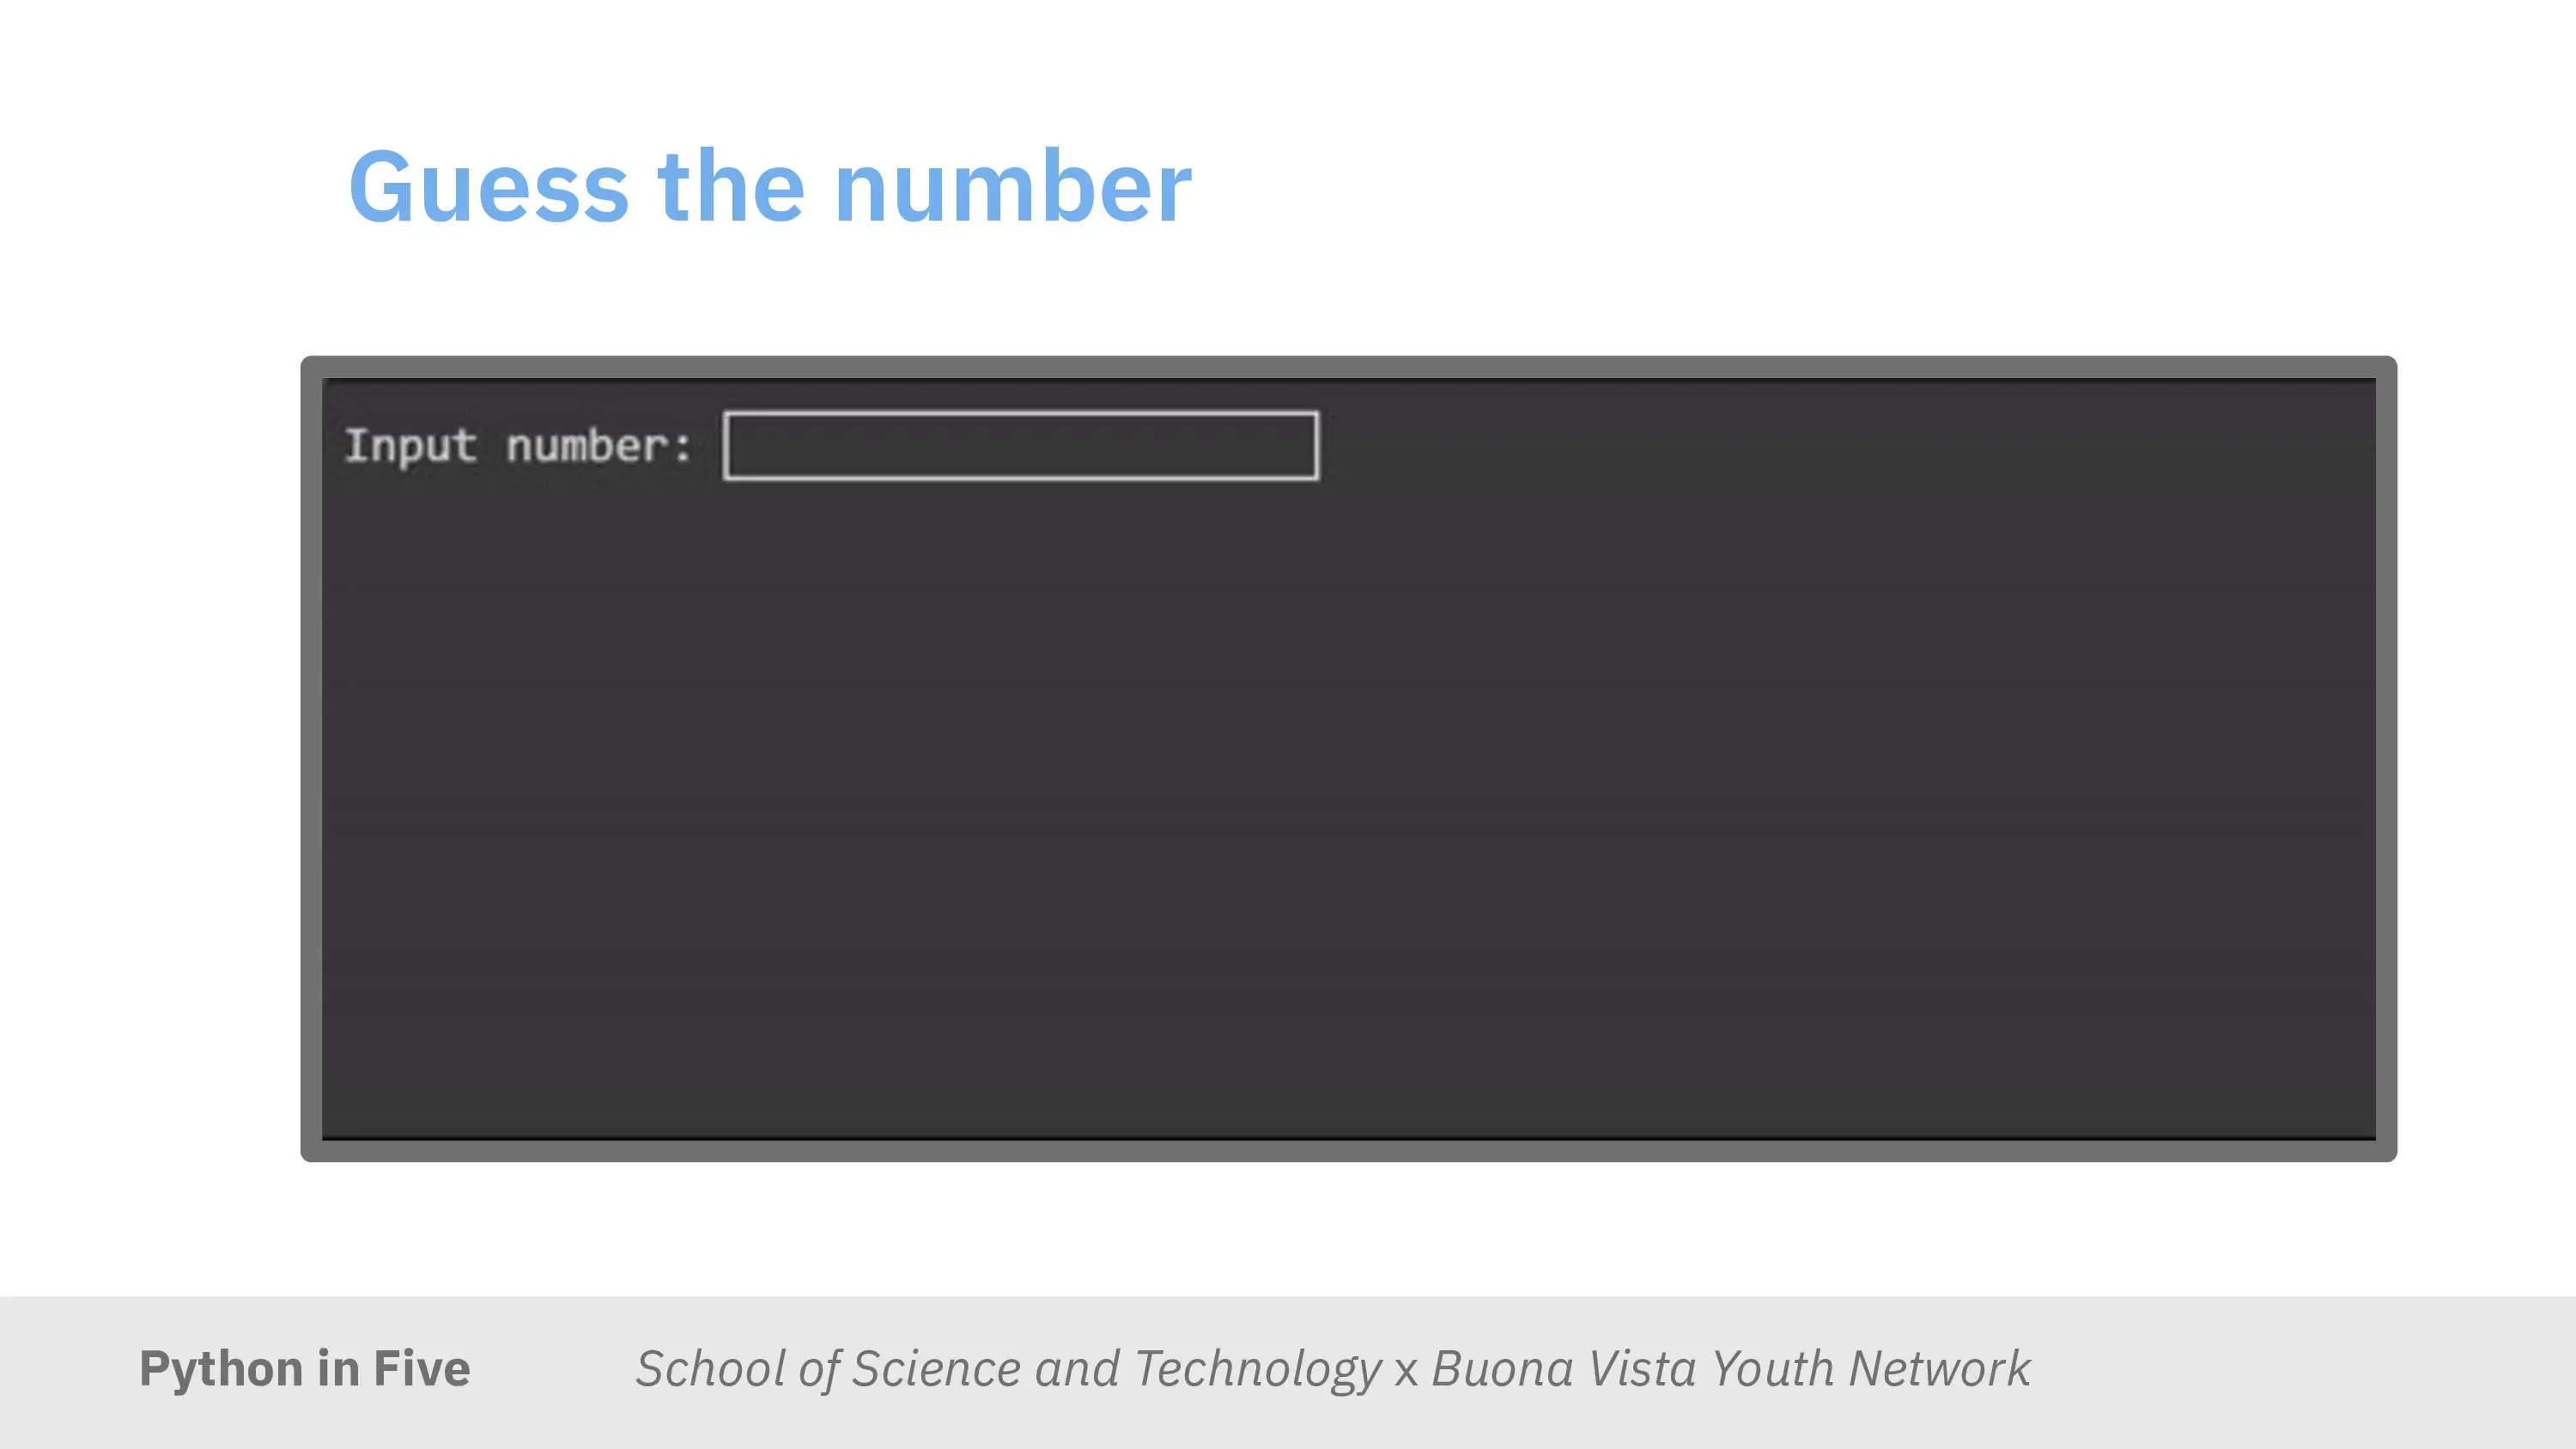 Guess the number
Input number:
Python in Five
School of Science and Technology x Buona Vista Youth Network